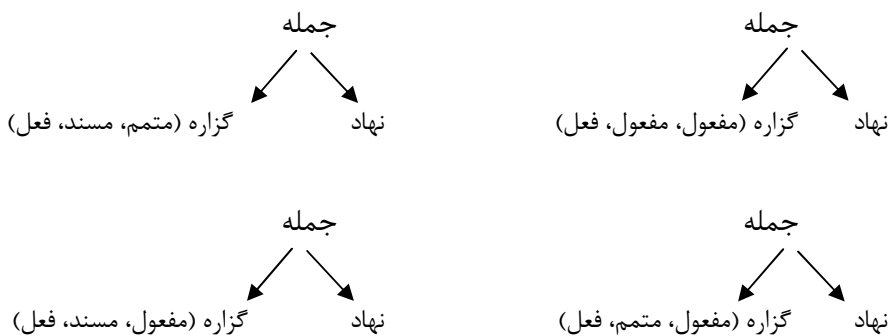 جمله
جمله
نهاد گزاره (مفعول، مفعول، فعل)
نهاد گزاره (متمم، مسند، فعل)
جمله
جمله
نهاد گزاره (مفعول، متمم، فعل)
نهاد گزاره (مفعول، مسند، فعل)